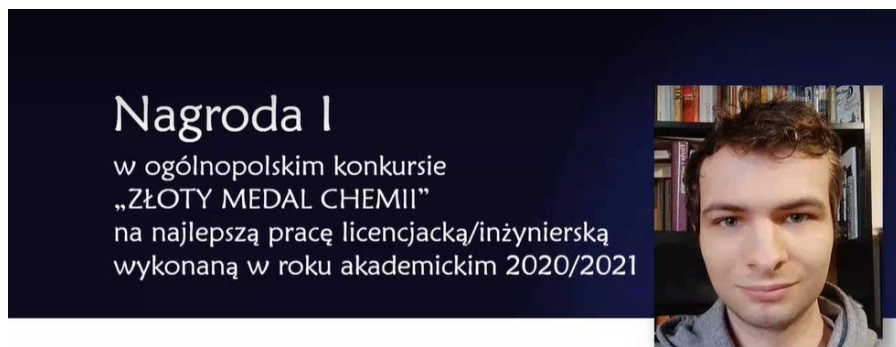 Nagroda I
w ogólnopolskim konkursie
„ZŁOTY MEDAL CHEMII”
na najlepszą pracę licencjacką/inżynierską
wykonaną w roku akademickim 2020/2021